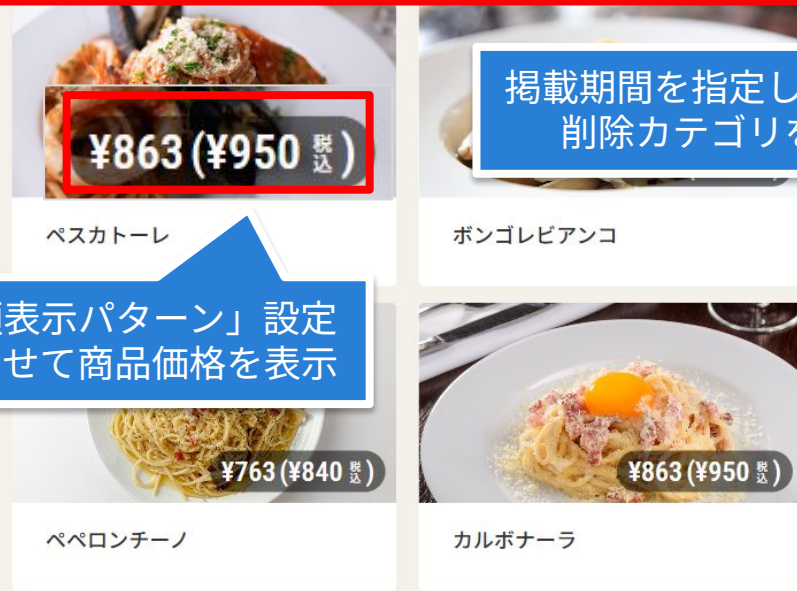 掲載期間を指定し
削除カテゴリを
¥863(¥950 税込)
ペスカトーレ
ボンゴレビアンコ
表示パターン」設定
せて商品価格を表示
¥763(¥840 税込)
¥863(¥950 税込)
ペペロンチーノ
カルボナーラ